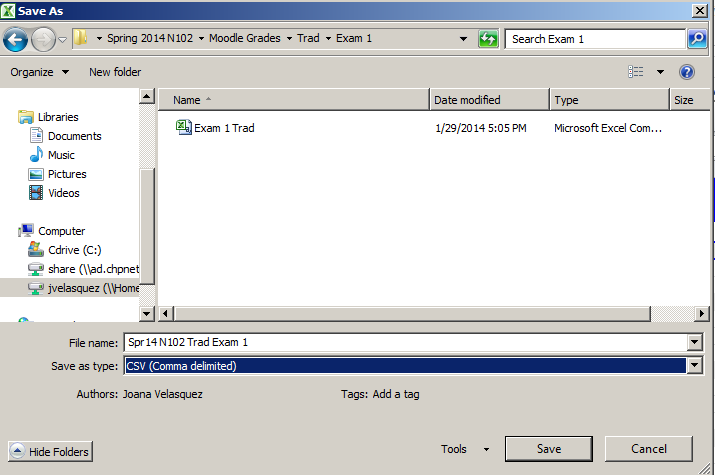 Save As
Spring 2014 N102 Moodle Grades Trad Exam 1 Search Exam 1
Organize New folder
Name Date modified Type Size
Exam 1 Trad 1/29/2014 5:05 PM Microsoft Excel Com...
Libraries
Documents
Music
Pictures
Videos
Computer
Cdrive (C:)
share (\\ad.chpnet
jvelasquez (\\Home
File name: Spr14 N102 Trad Exam 1
Save as type: CSV (Comma delimited)
Authors: Joana Velasquez Tags: Add a tag
Hide Folders Tools Save Cancel